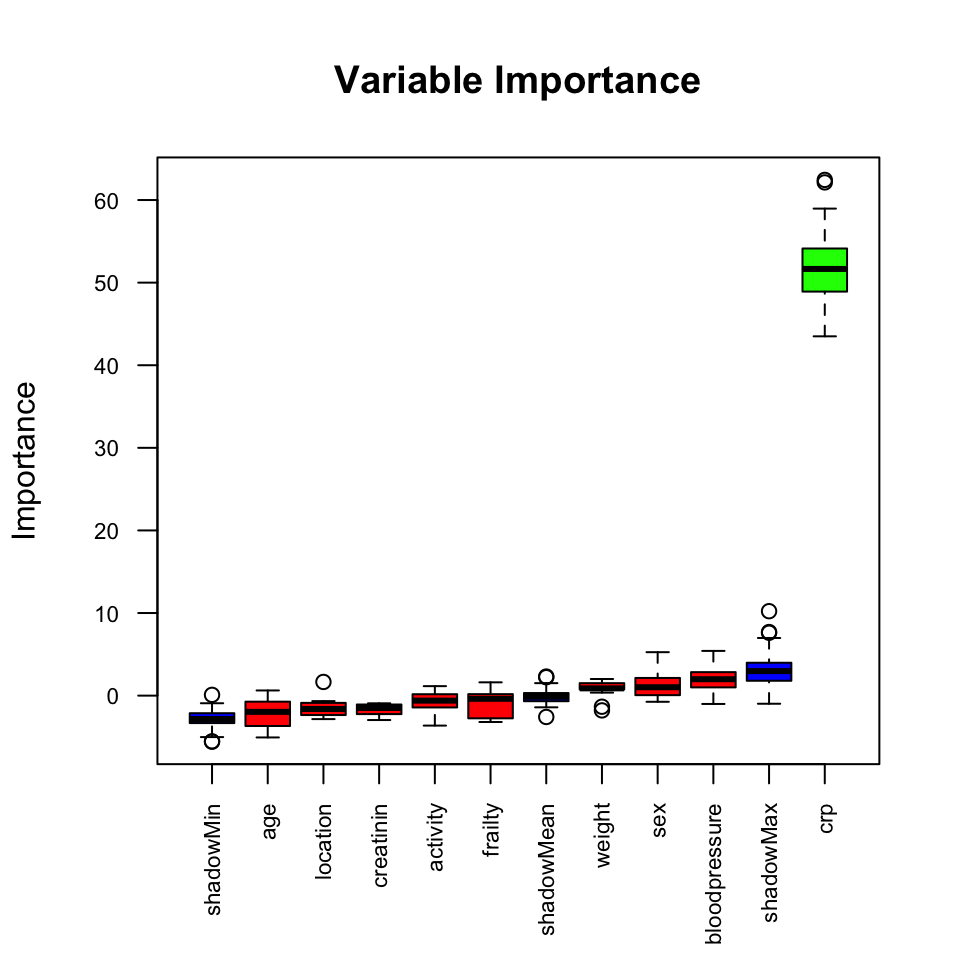 Variable Importance
Importance
60
50
40
30
20
10
0
shadowMin
age
location
creatinin
activity
frailty
shadowMean
weight
sex
bloodpressure
shadowMax
crp